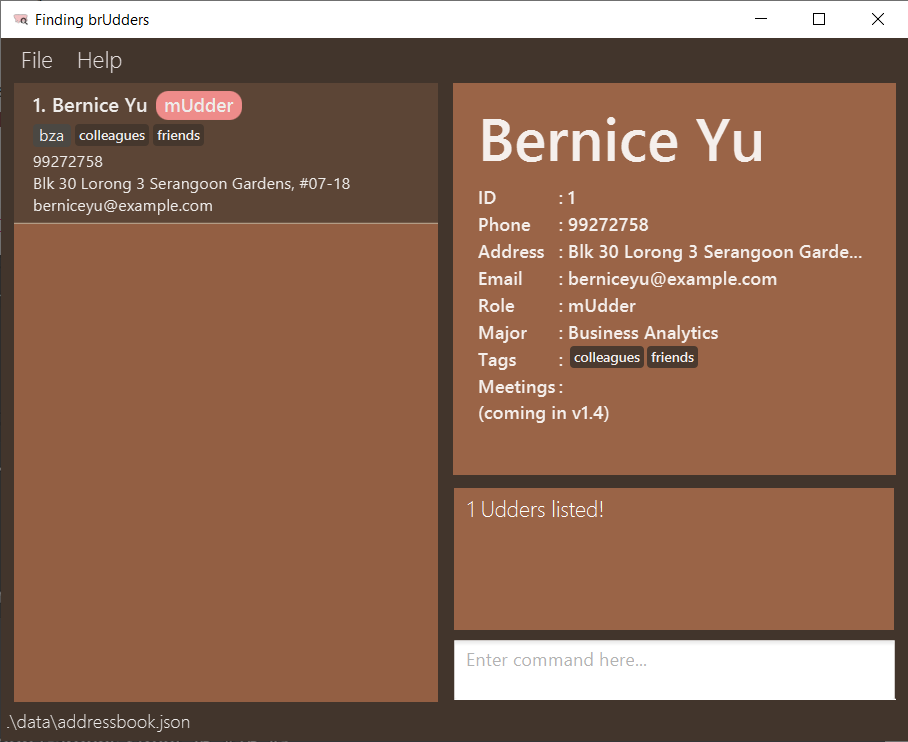 Finding brUdders
File Help
1. Bernice Yu mUdder
bza colleagues friends
99272758
Blk 30 Lorong 3 Serangoon Gardens, #07-18
berniceyu@example.com
Bernice Yu
ID : 1
Phone : 99272758
Address : Blk 30 Lorong 3 Serangoon Garde...
Email : berniceyu@example.com
Role : mUdder
Major : Business Analytics
Tags : colleagues friends
Meetings :
(coming in v1.4)
1 Udders listed!
Enter command here...
.\data\addressbook.json